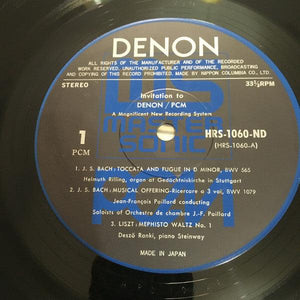 DENON
ALL RIGHTS OF THE MANUFACTURER AND OF THE RECORDED
WORK RESERVED. UNAUTHORIZED PUBLIC PERFORMANCE, BROADCASTING
AND COPYING OF THIS RECORD PROHIBITED. MADE BY NIPPON COLUMBIA CO., LTD.
STEREO 33⅓RPM
Invitation to
DENON / PCM
A Magnificent New Recording System
HRS-1060-ND
(HRS-1060-A)
1
PCM
MASTER
SONIC
1. J. S. BACH: TOCCATA AND FUGUE IN D MINOR, BWV 565
Helmuth Rilling, organ at Gedächtniskirche in Stuttgart
2. J. S. BACH: MUSICAL OFFERING-Ricercare a 3 voci, BWV 1079
Jean-François Paillard conducting
Soloists of Orchestre de chambre J.-F. Paillard
3. LISZT: MEPHISTO WALTZ No. 1
Deszö Ranki, piano Steinway
MADE IN JAPAN